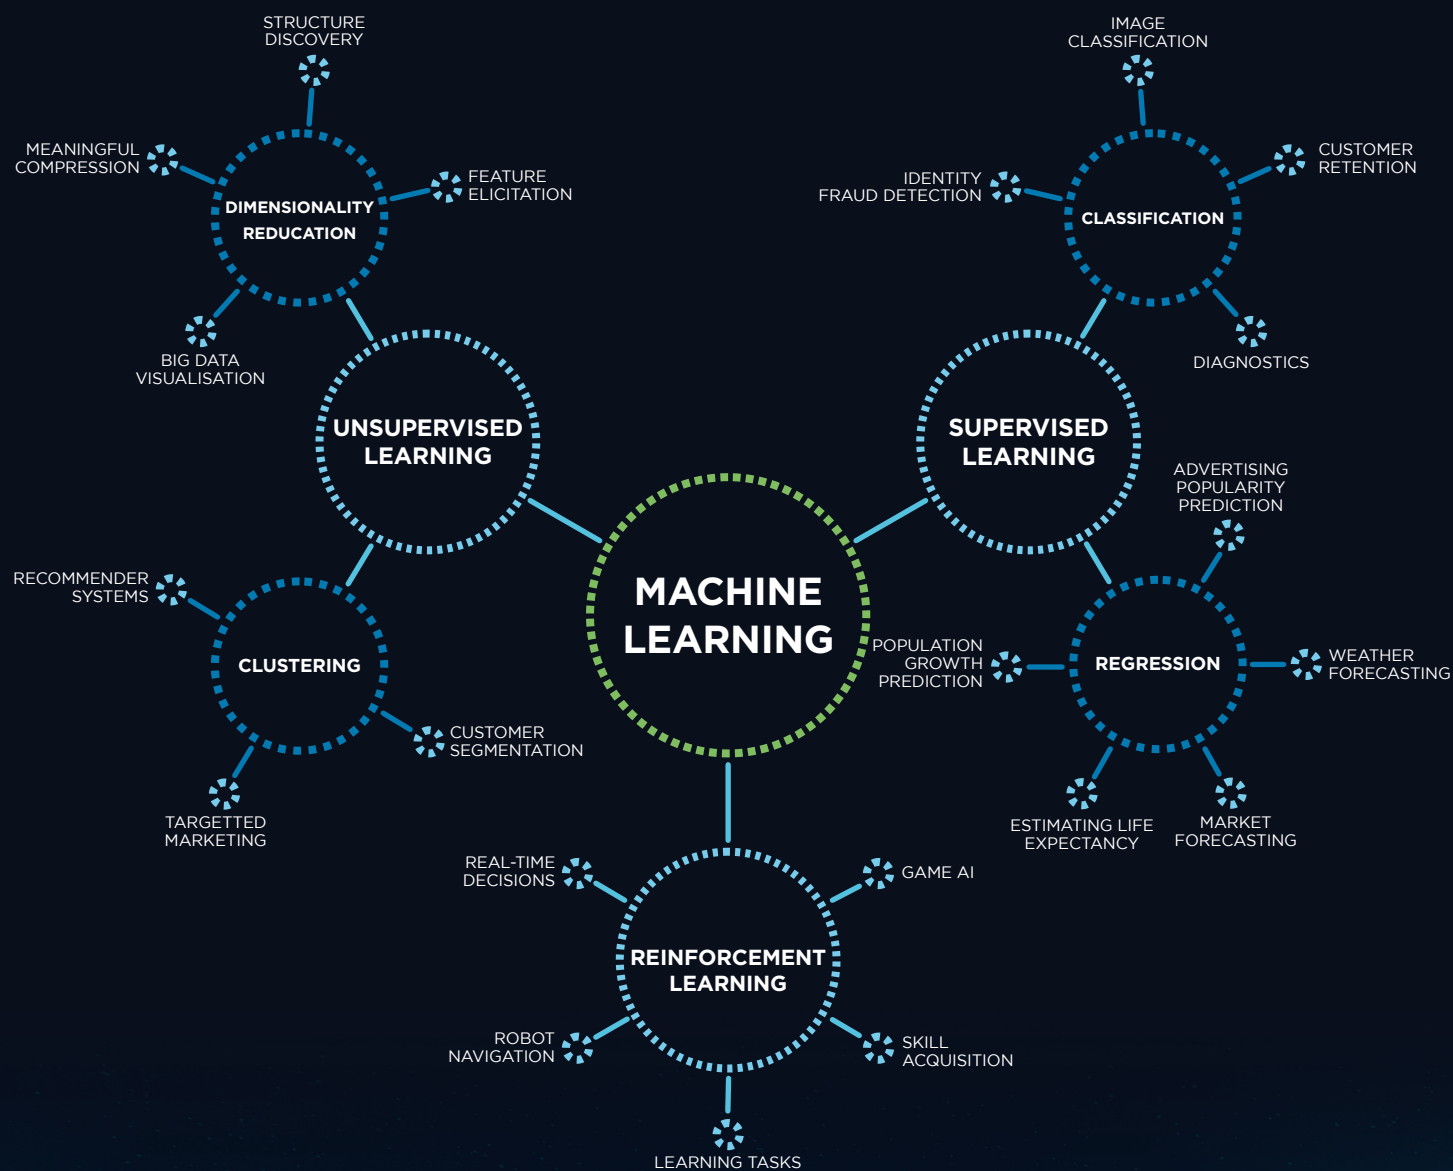 STRUCTURE
DISCOVERY
MEANINGFUL
COMPRESSION
FEATURE
ELICITATION
DIMENSIONALITY
REDUCATION
BIG DATA
VISUALISATION
IMAGE
CLASSIFICATION
IDENTITY
FRAUD DETECTION
CUSTOMER
RETENTION
CLASSIFICATION
DIAGNOSTICS
UNSUPERVISED
LEARNING
SUPERVISED
LEARNING
MACHINE
LEARNING
RECOMMENDER
SYSTEMS
CLUSTERING
CUSTOMER
SEGMENTATION
TARGETTED
MARKETING
ADVERTISING
POPULARITY
PREDICTION
POPULATION
GROWTH
PREDICTION
REGRESSION
WEATHER
FORECASTING
ESTIMATING LIFE
EXPECTANCY
MARKET
FORECASTING
REAL-TIME
DECISIONS
GAME AI
REINFORCEMENT
LEARNING
ROBOT
NAVIGATION
SKILL
ACQUISITION
LEARNING TASKS